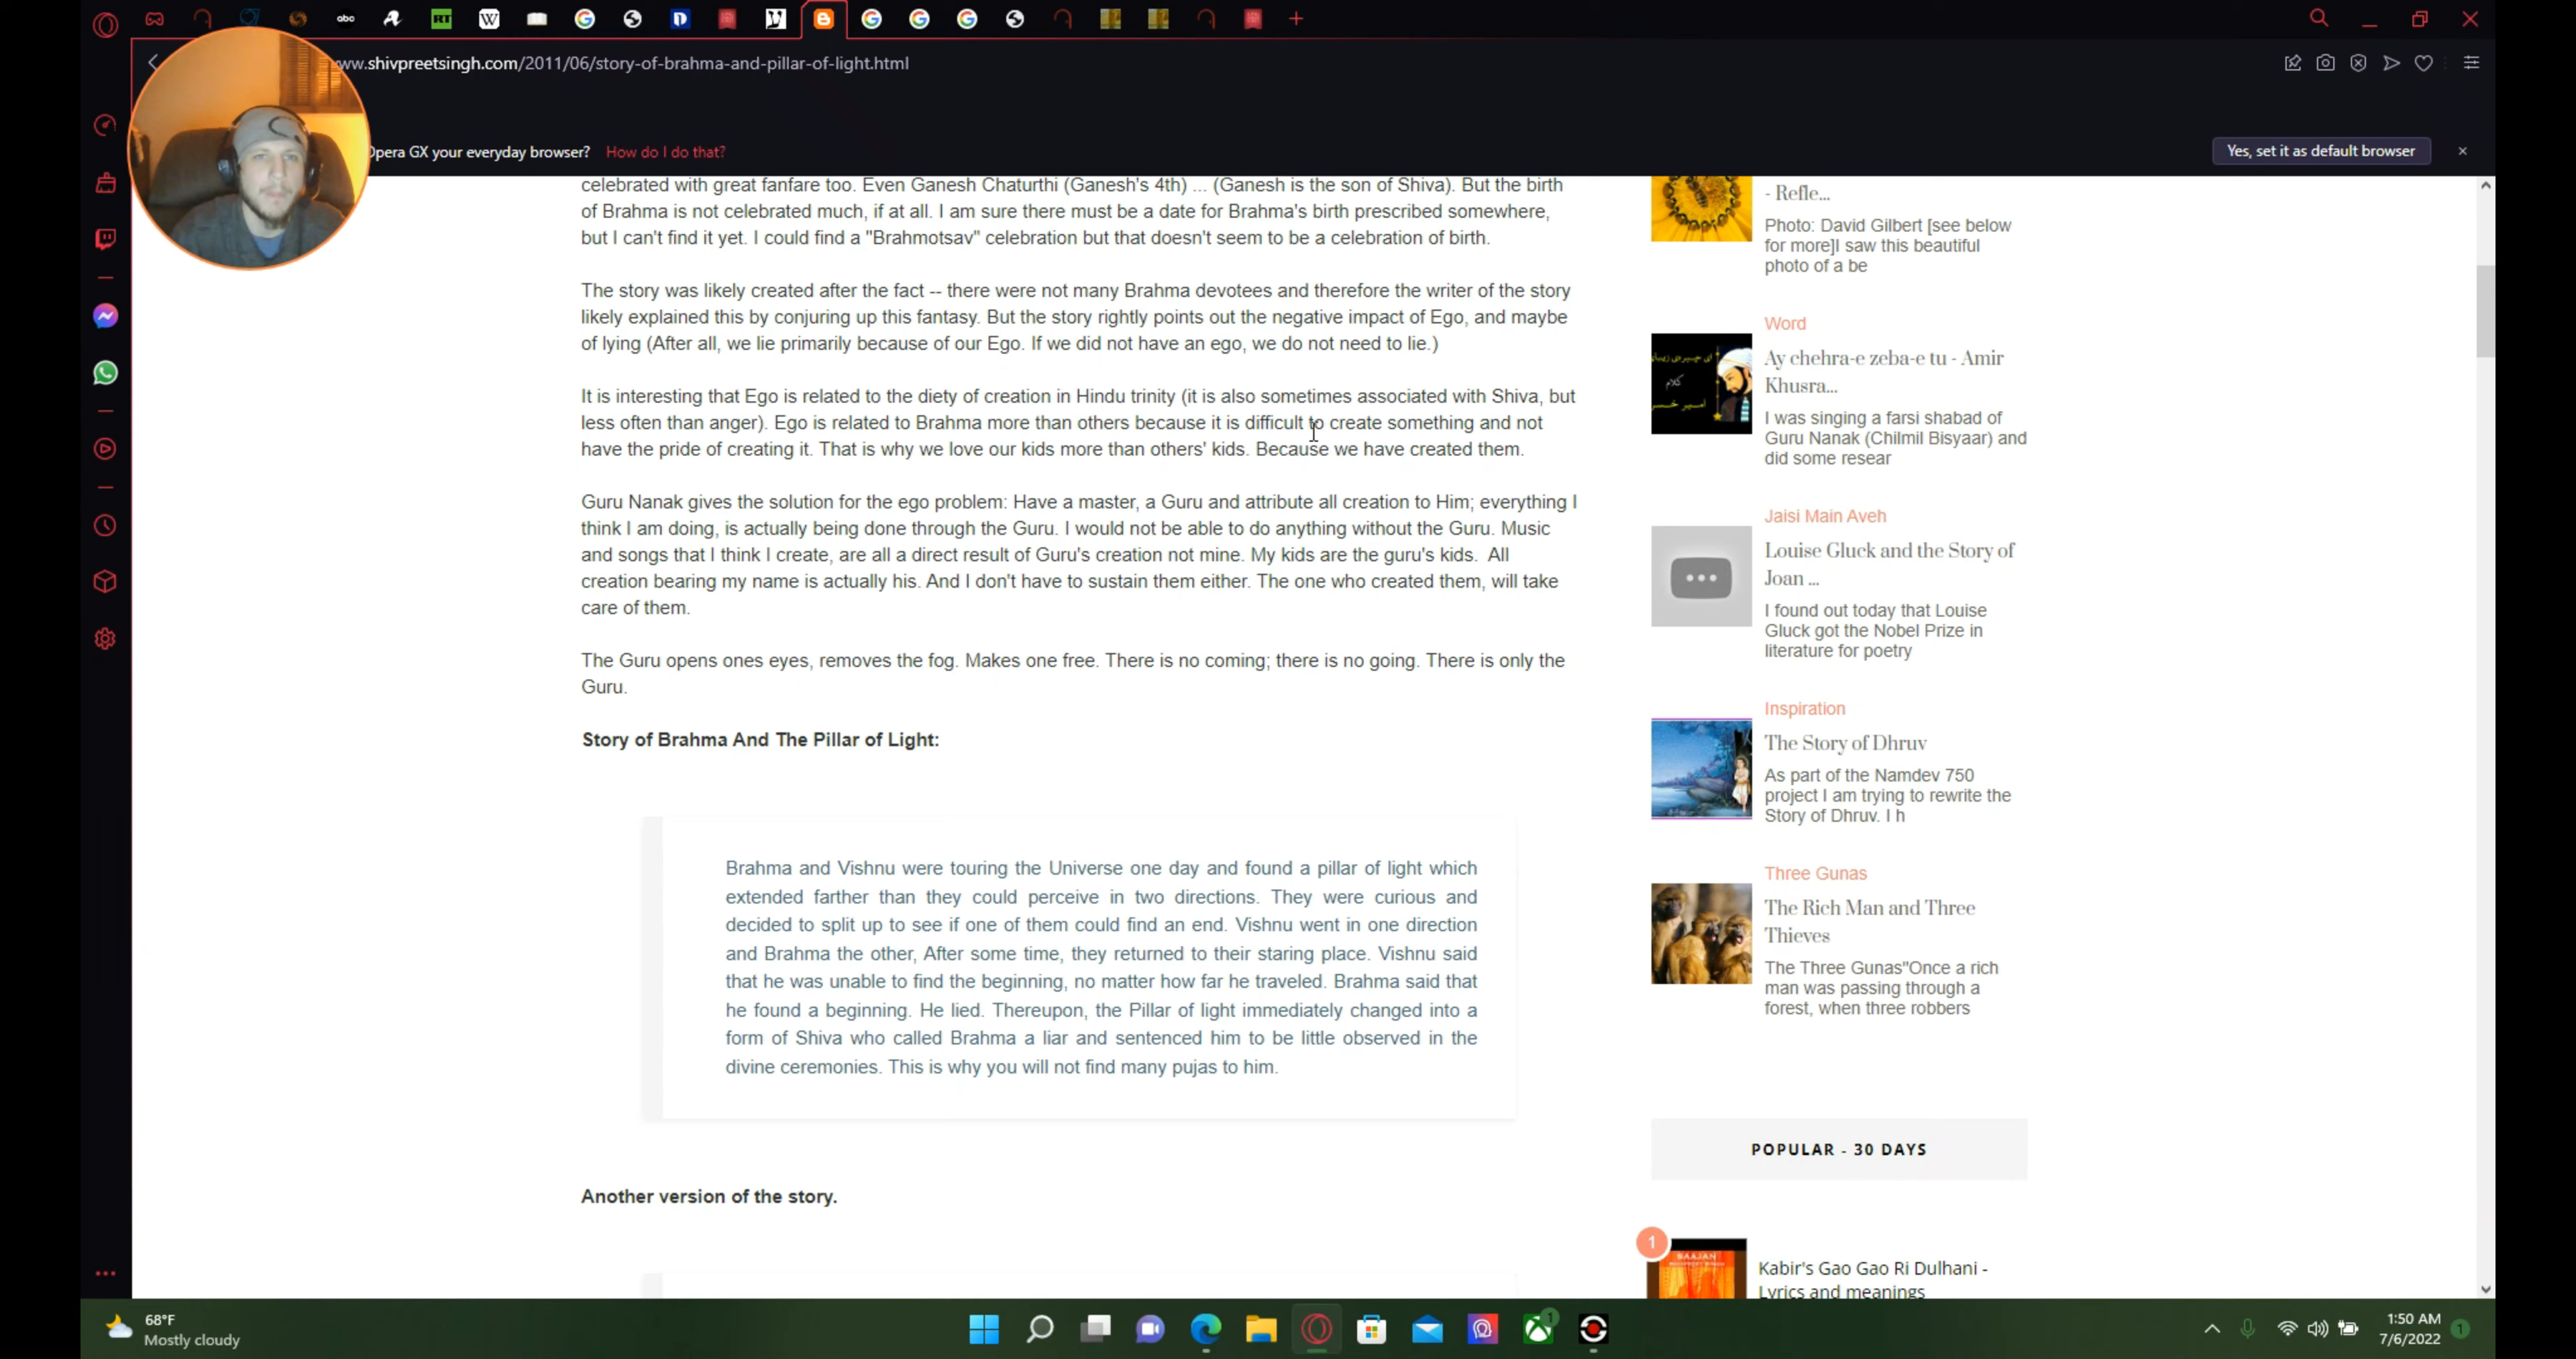 abc
RT
W
D
ww.shivpreetsingh.com/2011/06/story-of-brahma-and-pillar-of-light.html
Opera GX your everyday browser? How do I do that?
Yes, set it as default browser
celebrated with great fanfare too. Even Ganesh Chaturthi (Ganesh's 4th) ... (Ganesh is the son of Shiva). But the birth
of Brahma is not celebrated much, if at all. I am sure there must be a date for Brahma's birth prescribed somewhere,
but I can't find it yet. I could find a "Brahmotsav" celebration but that doesn't seem to be a celebration of birth.
The story was likely created after the fact -- there were not many Brahma devotees and therefore the writer of the story
likely explained this by conjuring up this fantasy. But the story rightly points out the negative impact of Ego, and maybe
of lying (After all, we lie primarily because of our Ego. If we did not have an ego, we do not need to lie.)
It is interesting that Ego is related to the diety of creation in Hindu trinity (it is also sometimes associated with Shiva, but
less often than anger). Ego is related to Brahma more than others because it is difficult to create something and not
have the pride of creating it. That is why we love our kids more than others' kids. Because we have created them.
Guru Nanak gives the solution for the ego problem: Have a master, a Guru and attribute all creation to Him; everything I
think I am doing, is actually being done through the Guru. I would not be able to do anything without the Guru. Music
and songs that I think I create, are all a direct result of Guru's creation not mine. My kids are the guru's kids. All
creation bearing my name is actually his. And I don't have to sustain them either. The one who created them, will take
care of them.
The Guru opens ones eyes, removes the fog. Makes one free. There is no coming; there is no going. There is only the
Guru.
Story of Brahma And The Pillar of Light:
Brahma and Vishnu were touring the Universe one day and found a pillar of light which
extended farther than they could perceive in two directions. They were curious and
decided to split up to see if one of them could find an end. Vishnu went in one direction
and Brahma the other, After some time, they returned to their staring place. Vishnu said
that he was unable to find the beginning, no matter how far he traveled. Brahma said that
he found a beginning. He lied. Thereupon, the Pillar of light immediately changed into a
form of Shiva who called Brahma a liar and sentenced him to be little observed in the
divine ceremonies. This is why you will not find many pujas to him.
Another version of the story.
- Refle...
Photo: David Gilbert [see below
for more]I saw this beautiful
photo of a be
Word
Ay chehra-e zeba-e tu - Amir
Khusra...
I was singing a farsi shabad of
Guru Nanak (Chilmil Bisyaar) and
did some resear
Jaisi Main Aveh
Louise Gluck and the Story of
Joan ...
I found out today that Louise
Gluck got the Nobel Prize in
literature for poetry
Inspiration
The Story of Dhruv
As part of the Namdev 750
project I am trying to rewrite the
Story of Dhruv. I h
Three Gunas
The Rich Man and Three
Thieves
The Three Gunas"Once a rich
man was passing through a
forest, when three robbers
POPULAR - 30 DAYS
1
Kabir's Gao Gao Ri Dulhani -
Lyrics and meanings
68°F
Mostly cloudy
1
1:50 AM
7/6/2022
1